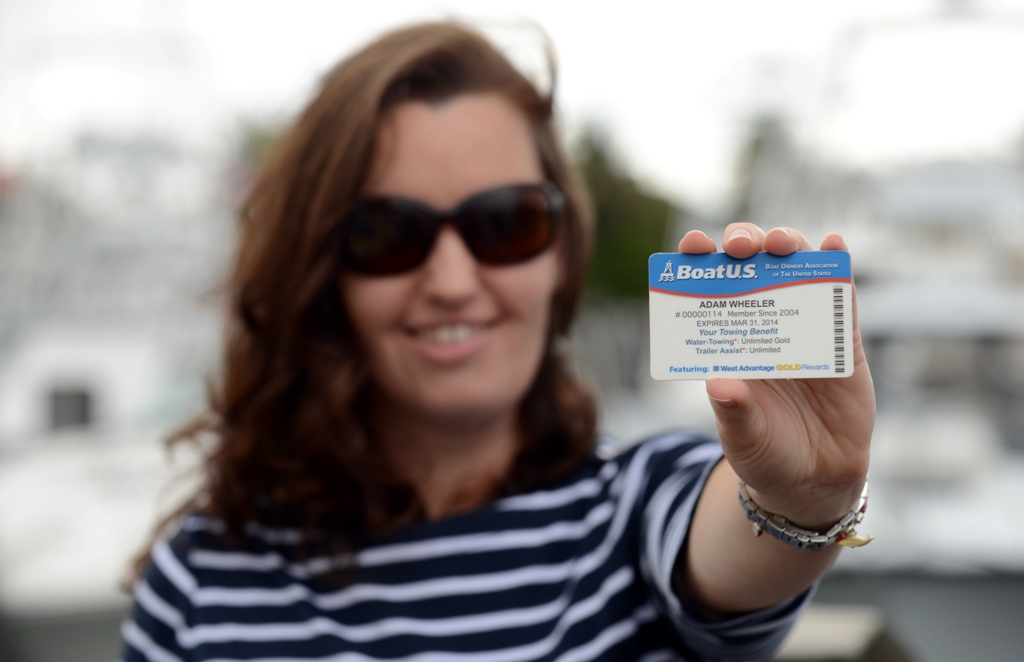 BoatU.S. Boat Owners Association
of The United States
ADAM WHEELER
# 00000114 Member Since 2004
EXPIRES MAR 31, 2014
Your Towing Benefit
Water-Towing*: Unlimited Gold
Trailer Assist*: Unlimited
Featuring: West Advantage GOLD Rewards